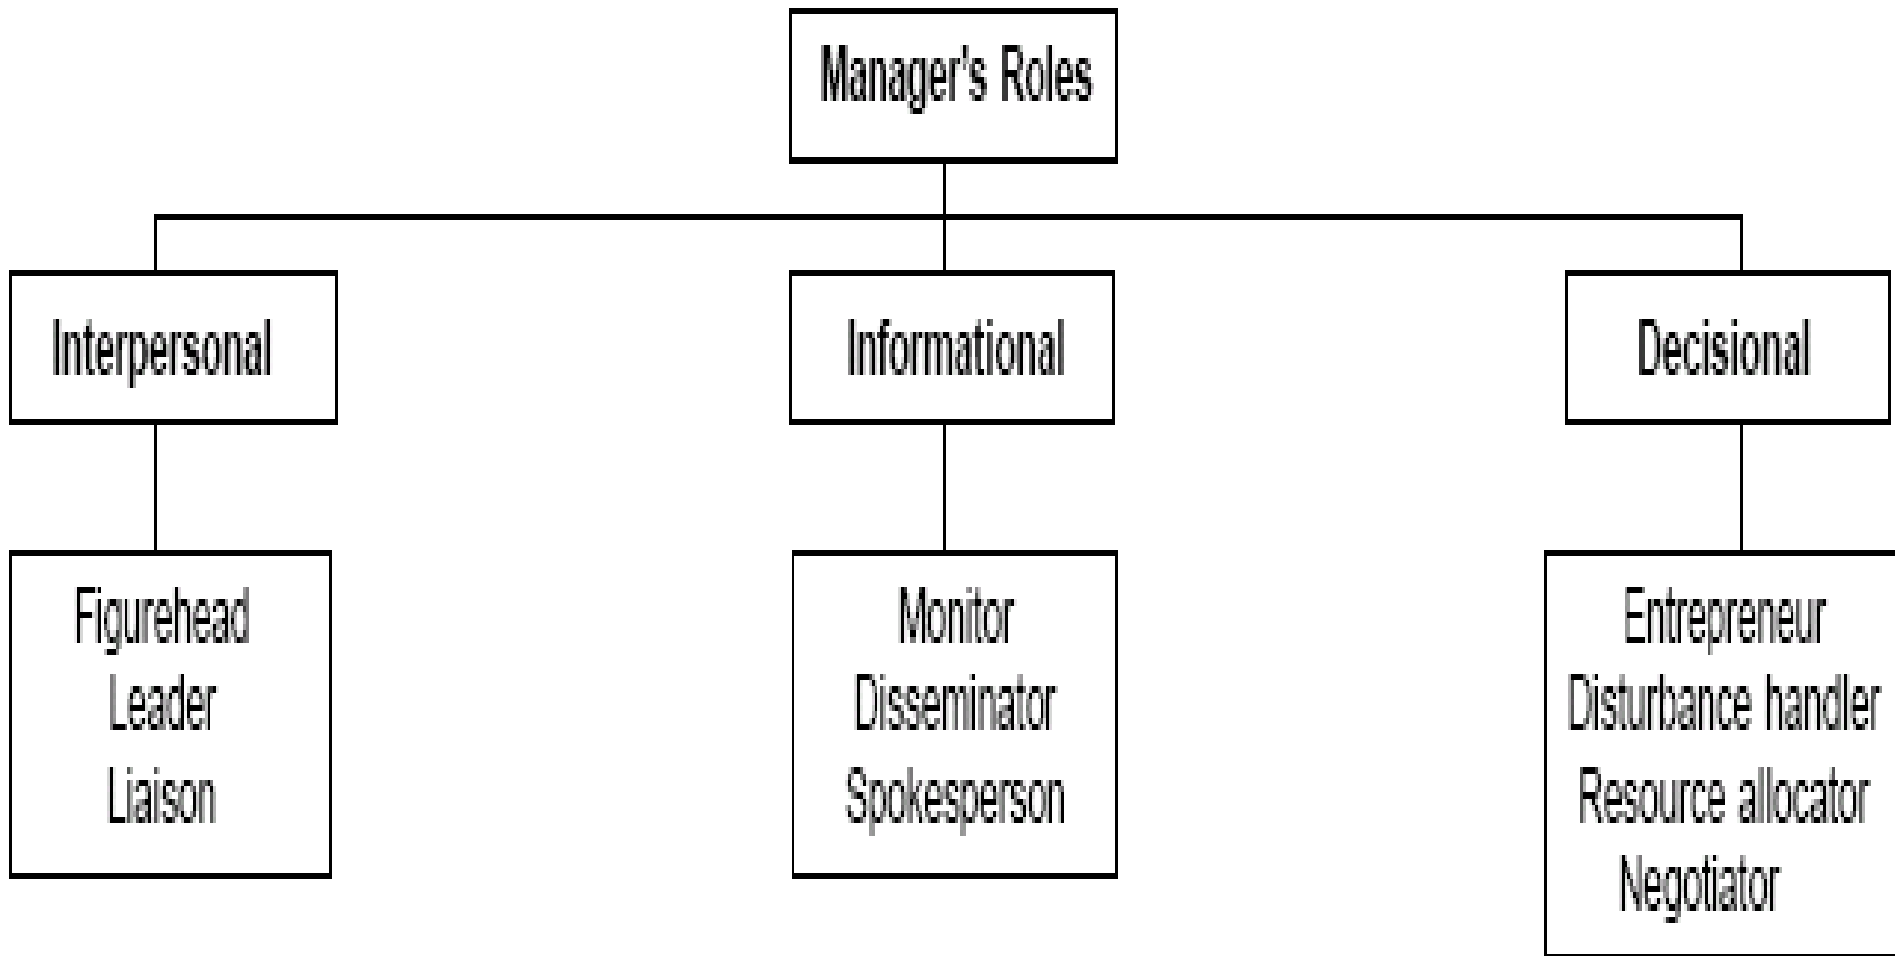 Manager's Roles
Interpersonal
Informational
Decisional
Figurehead
Leader
Liaison
Monitor
Disseminator
Spokesperson
Entrepreneur
Disturbance handler
Resource allocator
Negotiator